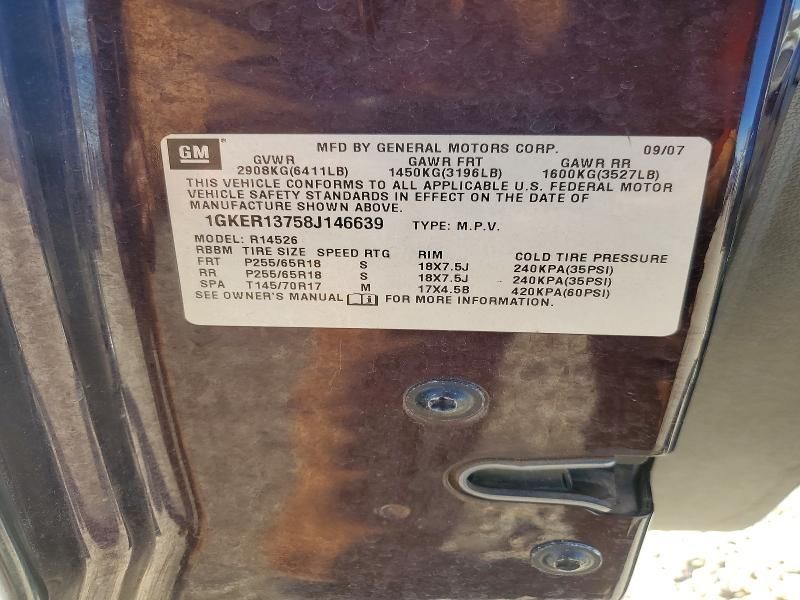 GM® MFD BY GENERAL MOTORS CORP. 09/07
GVWR GAWR FRT GAWR RR
2908KG(6411LB) 1450KG(3196LB) 1600KG(3527LB)
THIS VEHICLE CONFORMS TO ALL APPLICABLE U.S. FEDERAL MOTOR
VEHICLE SAFETY STANDARDS IN EFFECT ON THE DATE OF
MANUFACTURE SHOWN ABOVE.
1GKER13758J146639 TYPE: M.P.V.
MODEL: R14526
RBBM TIRE SIZE SPEED RTG RIM COLD TIRE PRESSURE
FRT P255/65R18 S 18X7.5J 240KPA(35PSI)
RR P255/65R18 S 18X7.5J 240KPA(35PSI)
SPA T145/70R17 M 17X4.5B 420KPA(60PSI)
SEE OWNER'S MANUAL FOR MORE INFORMATION.